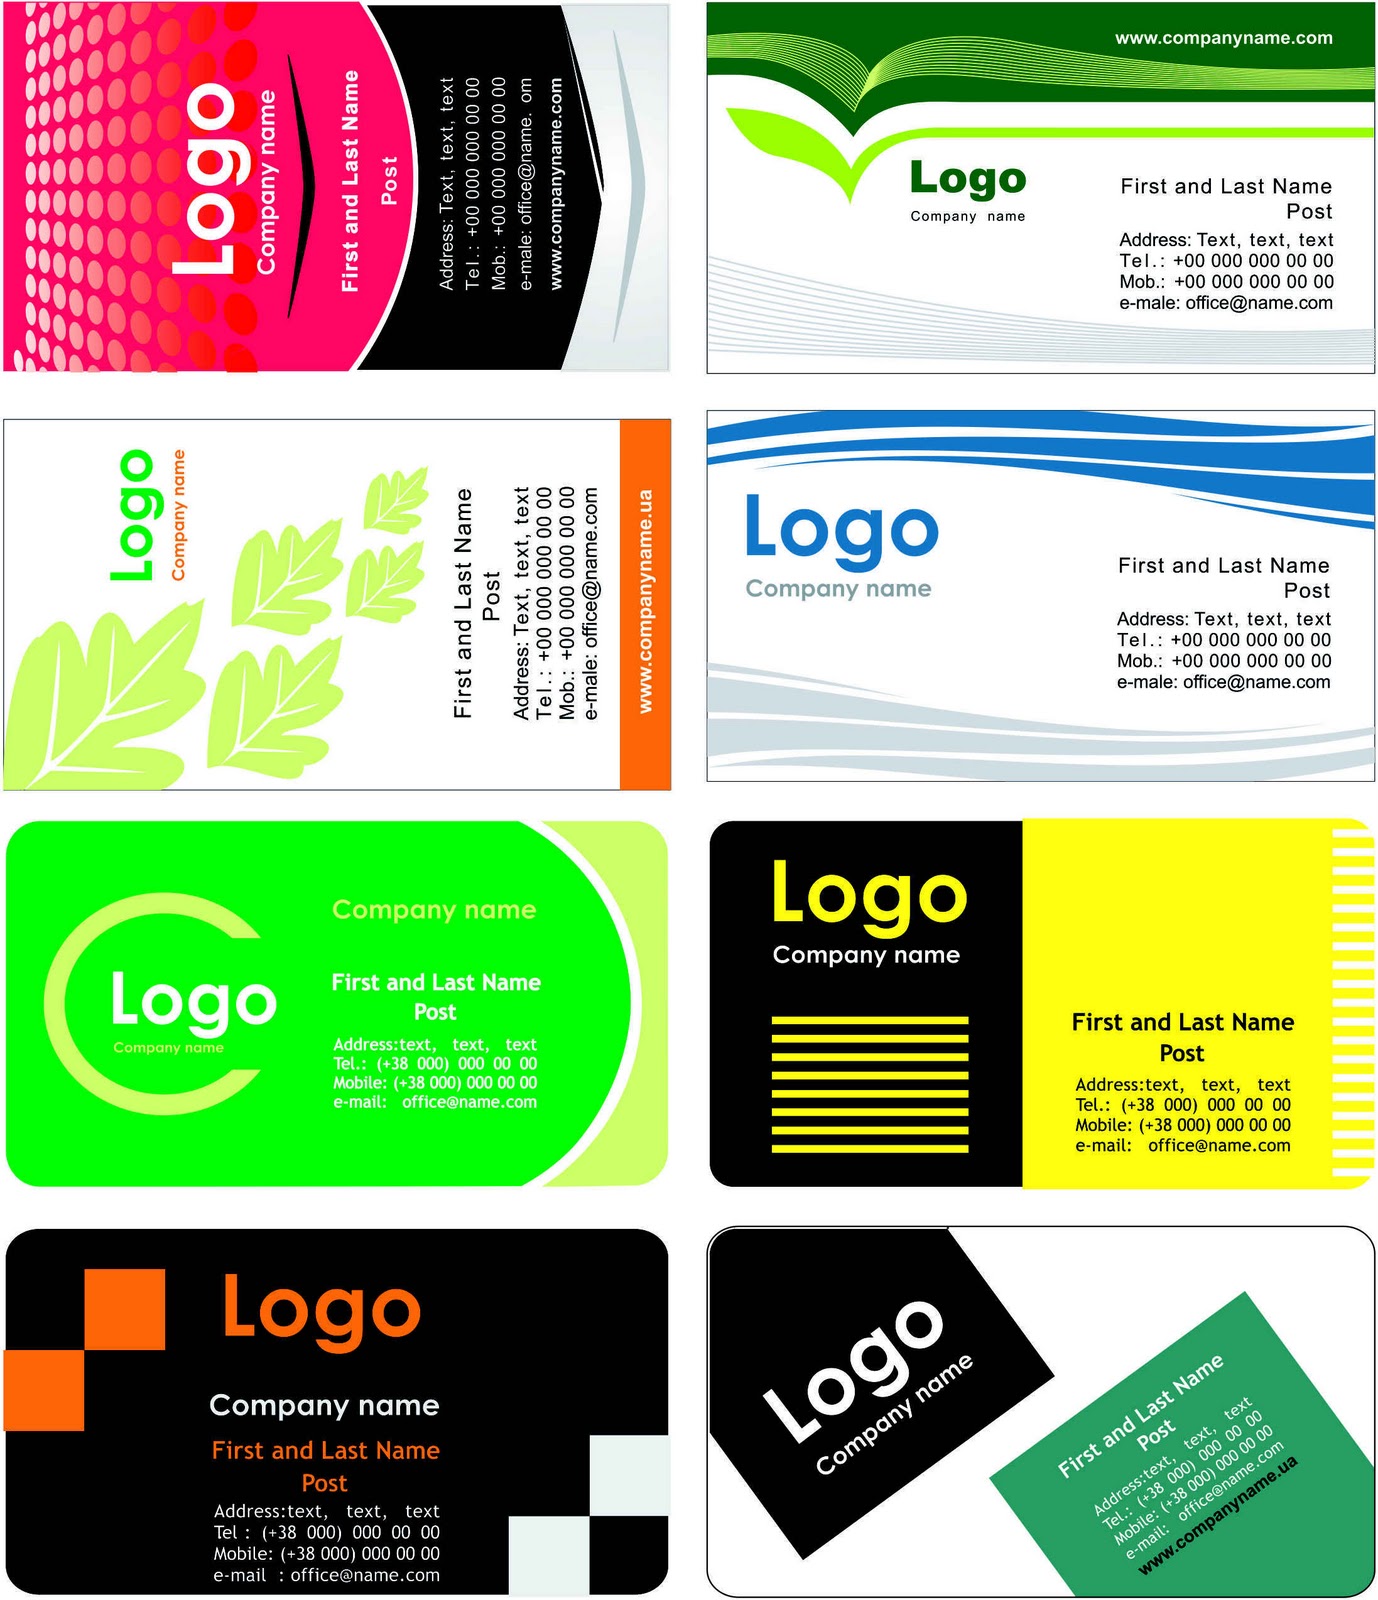 Logo
Company name
First and Last Name
Post
Address: Text, text, text
Tel.: +00 000 000 00 00
Mob.: +00 000 000 00 00
e-male: office@name. om
www.companyname.com
www.companyname.com
Logo
Company name
First and Last Name
Post
Address: Text, text, text
Tel.: +00 000 000 00 00
Mob.: +00 000 000 00 00
e-male: office@name.com
Logo
Company name
First and Last Name
Post
Address: Text, text, text
Tel.: +00 000 000 00 00
Mob.: +00 000 000 00 00
e-male: office@name.com
www.companyname.ua
Logo
Company name
First and Last Name
Post
Address: Text, text, text
Tel.: +00 000 000 00 00
Mob.: +00 000 000 00 00
e-male: office@name.com
Logo
Company name
Company name
First and Last Name
Post
Address:text, text, text
Tel.: (+38 000) 000 00 00
Mobile: (+38 000) 000 00 00
e-mail: office@name.com
Logo
Company name
First and Last Name
Post
Address:text, text, text
Tel.: (+38 000) 000 00 00
Mobile: (+38 000) 000 00 00
e-mail: office@name.com
Logo
Company name
First and Last Name
Post
Address:text, text, text
Tel : (+38 000) 000 00 00
Mobile: (+38 000) 000 00 00
e-mail : office@name.com
Logo
Company name
First and Last Name
Post
Address:text, text, text
Tel.: (+38 000) 000 00 00
Mobile: (+38 000) 000 00 00
e-mail: office@name.com
www.companyname.ua